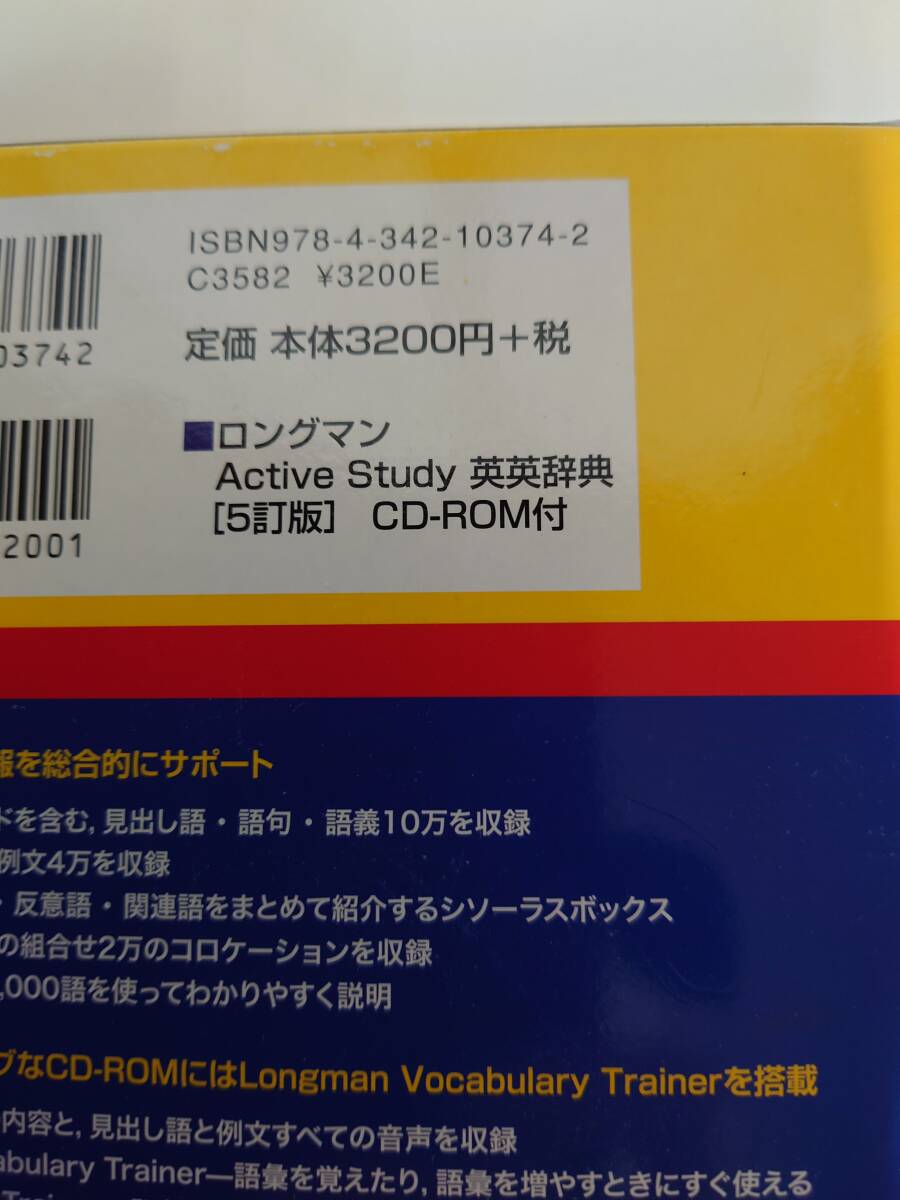 ISBN978-4-342-10374-2
C3582 ¥3200E
03742
定価 本体3200円+税
■ロングマン
Active Study 英英辞典
[5訂版] CD-ROM付
2001
報を総合的にサポート
ドを含む, 見出し語・語句・語義10万を収録
例文4万を収録
・反意語・関連語をまとめて紹介するシソーラスボックス
の組合せ2万のコロケーションを収録
,000語を使ってわかりやすく説明
ブなCD-ROMにはLongman Vocabulary Trainerを搭載
内容と, 見出し語と例文すべての音声を収録
abulary Trainer―語彙を覚えたり, 語彙を増やすときにすぐ使える